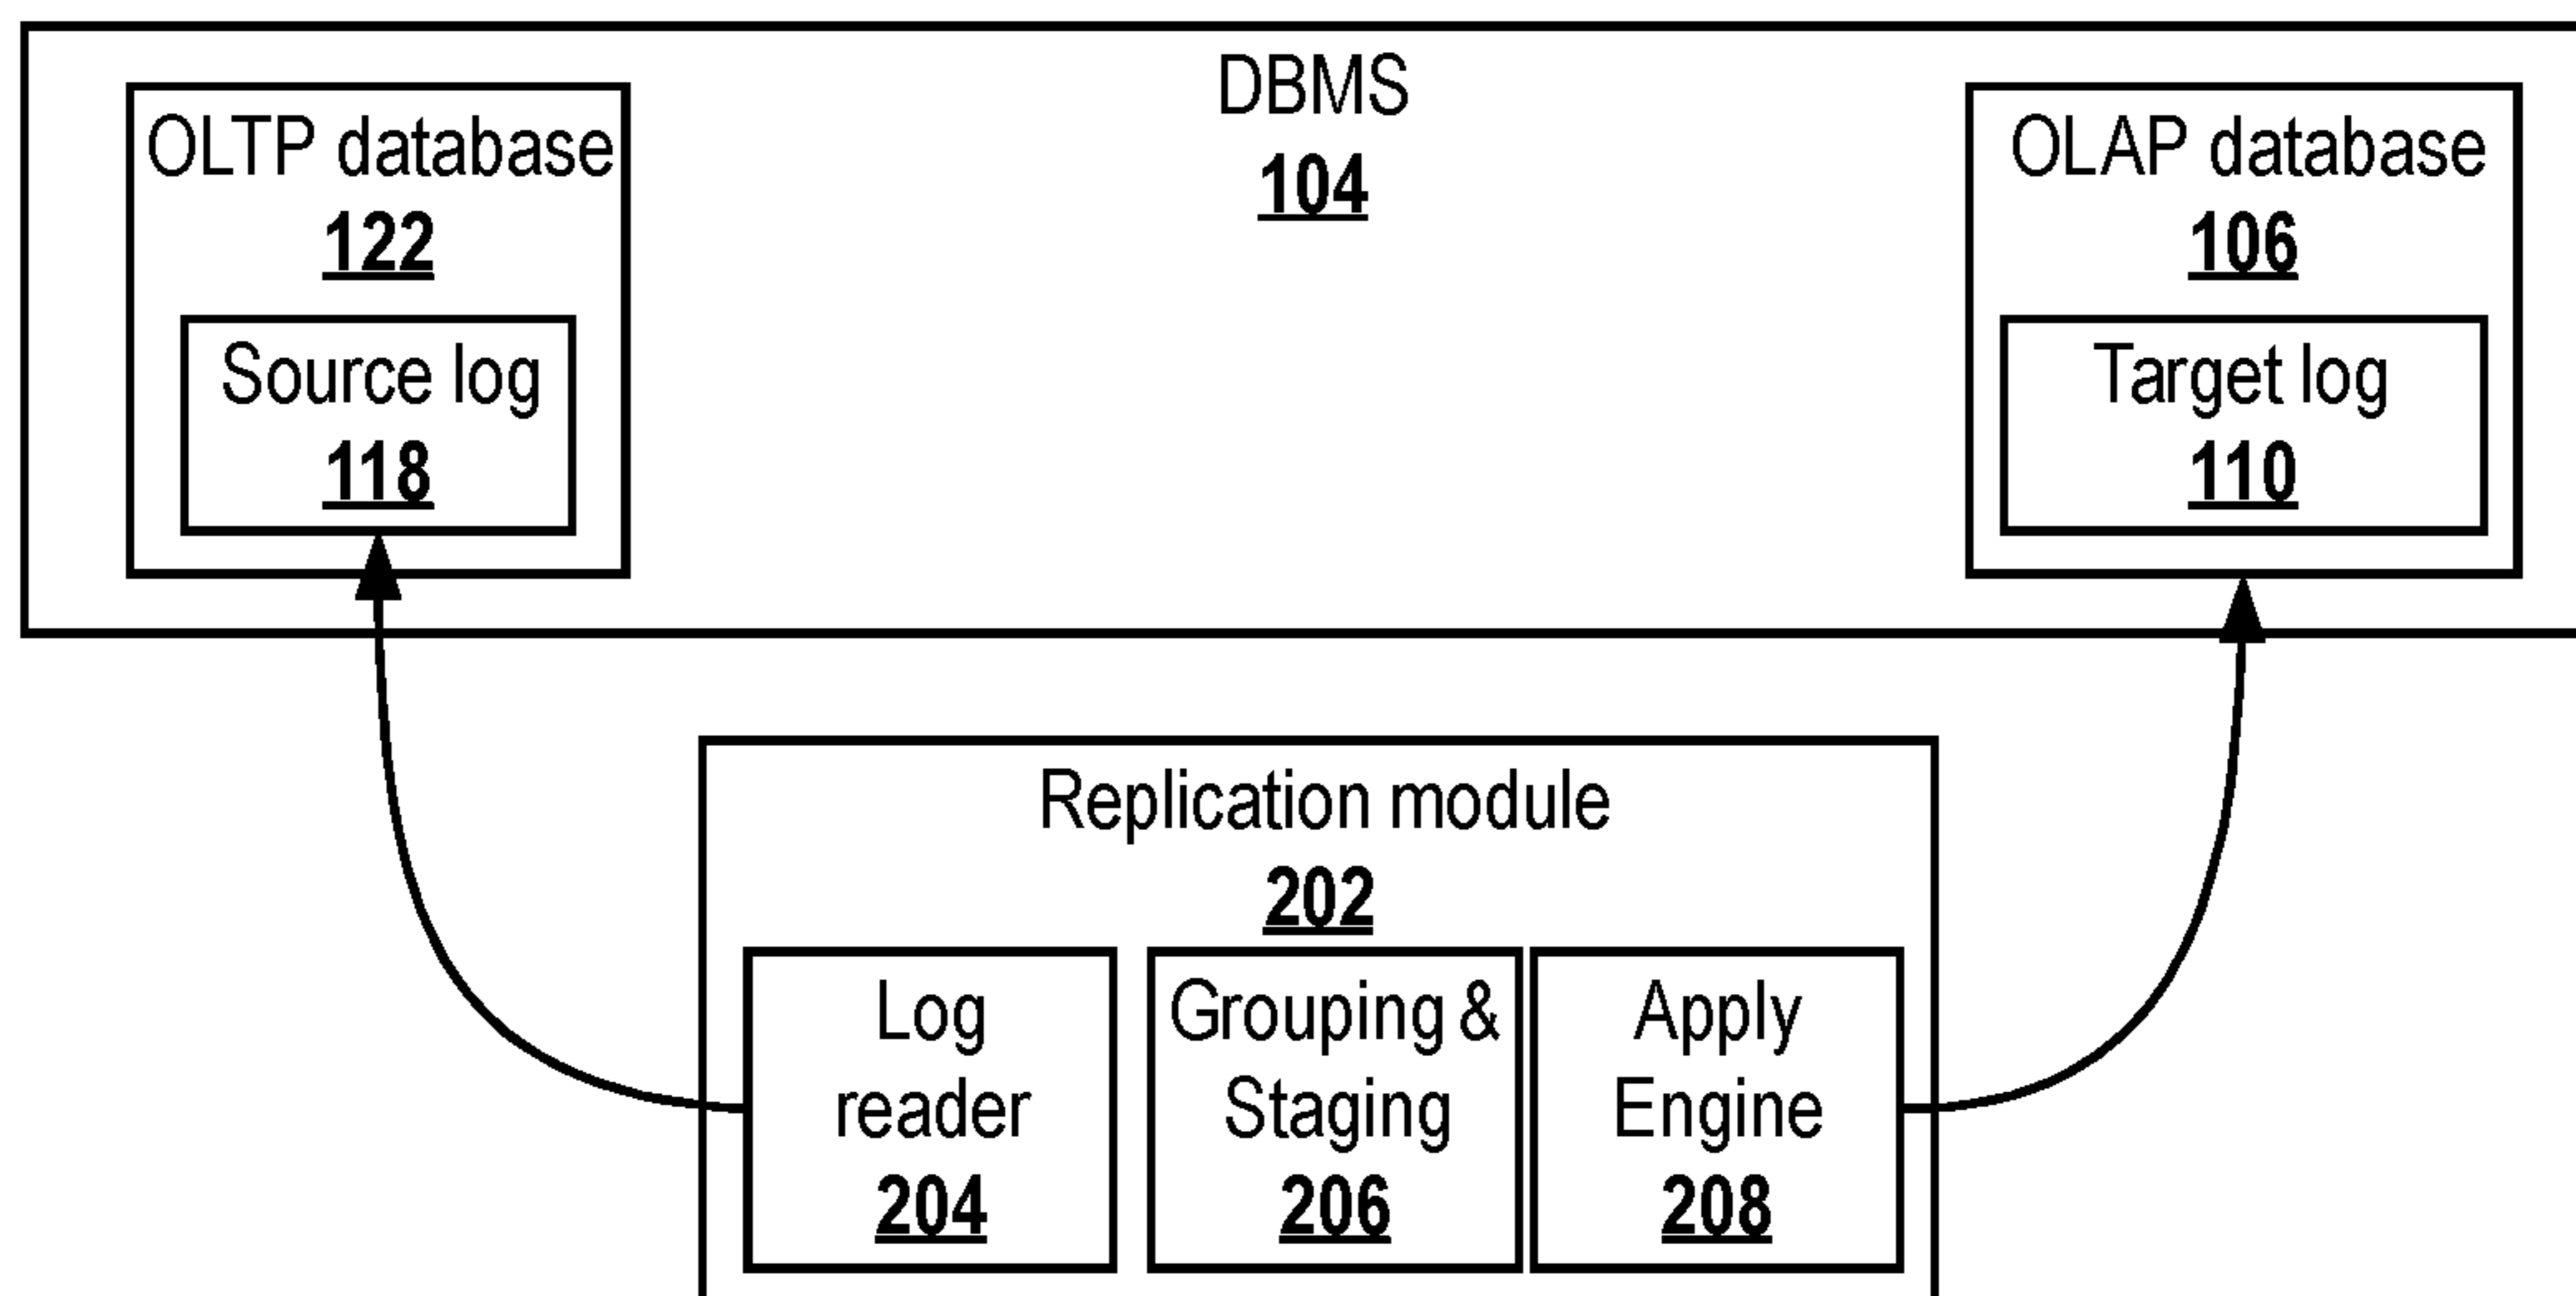 DBMS
104
OLTP database
122
Source log
118
OLAP database
106
Target log
110
Replication module
202
Log
reader
204
Grouping &
Staging
206
Apply
Engine
208